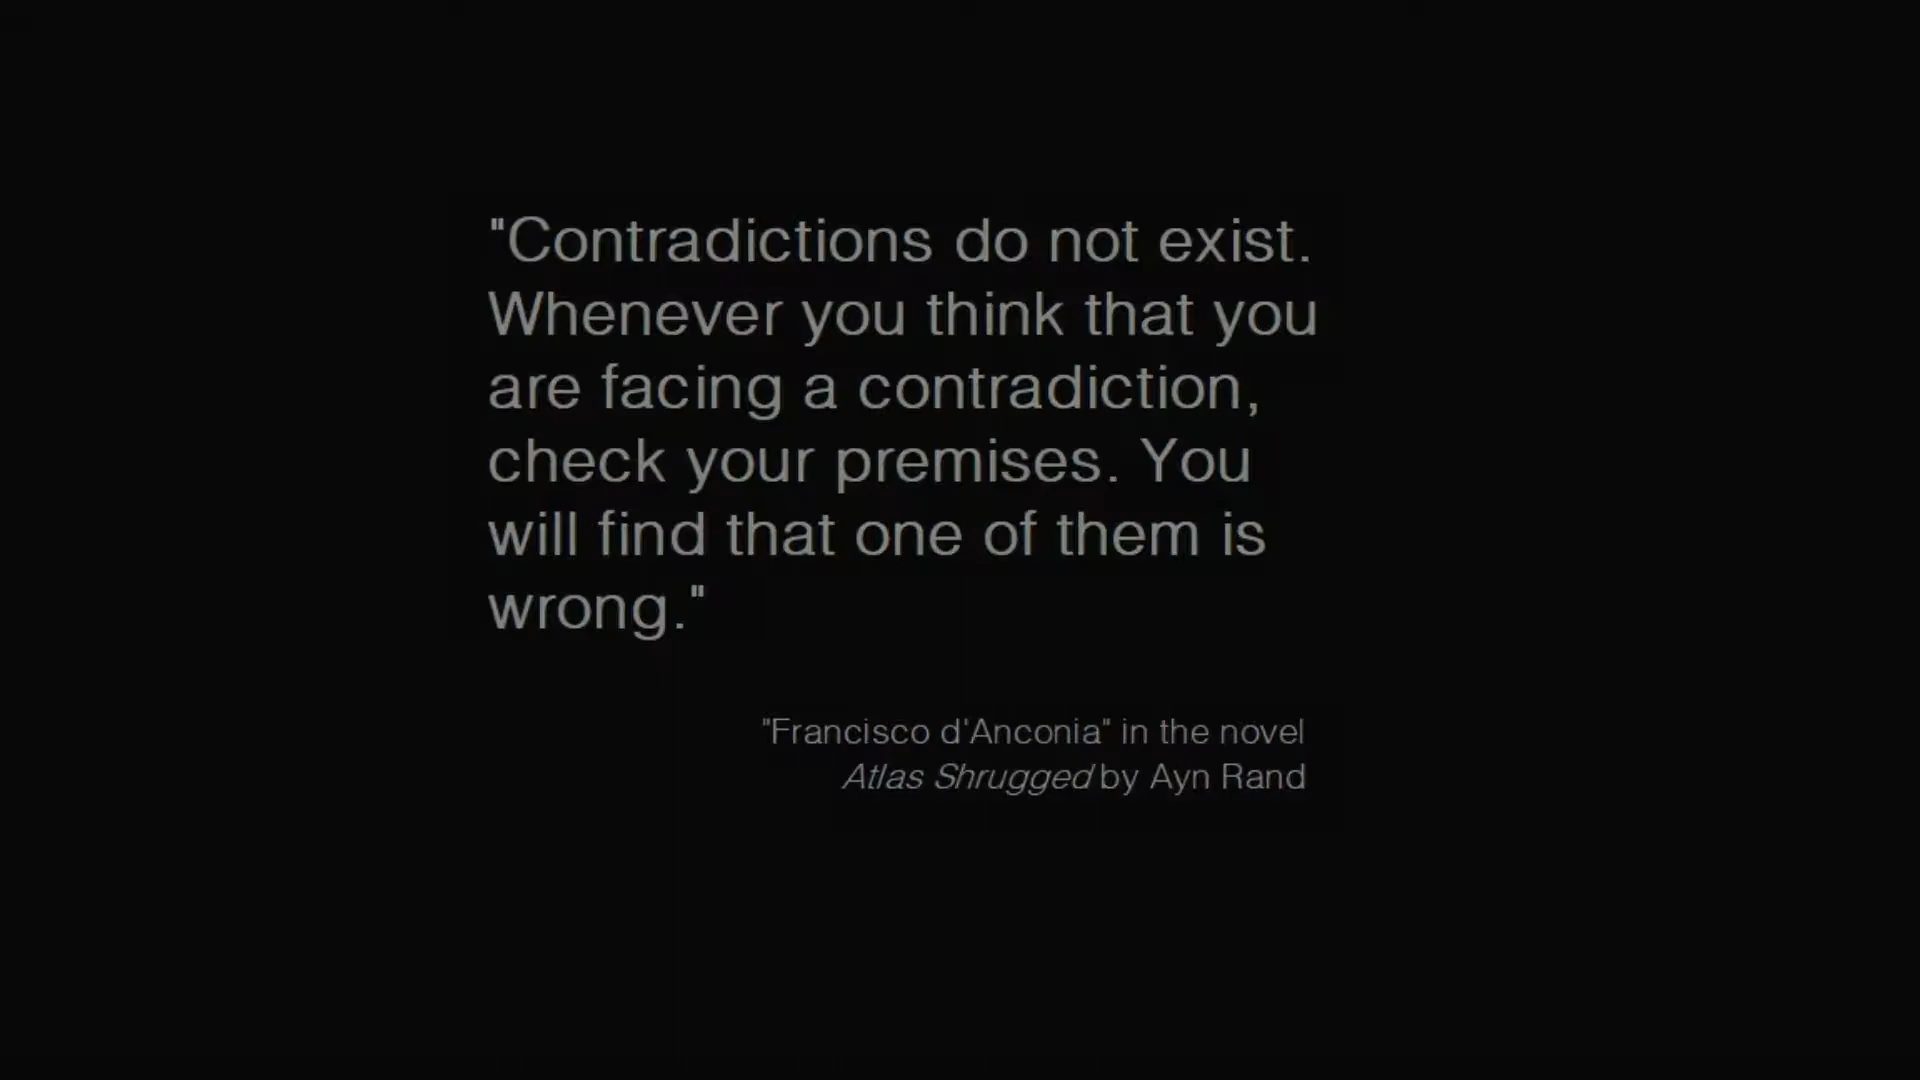 "Contradictions do not exist.
Whenever you think that you
are facing a contradiction,
check your premises. You
will find that one of them is
wrong."
"Francisco d'Anconia" in the novel
Atlas Shrugged by Ayn Rand